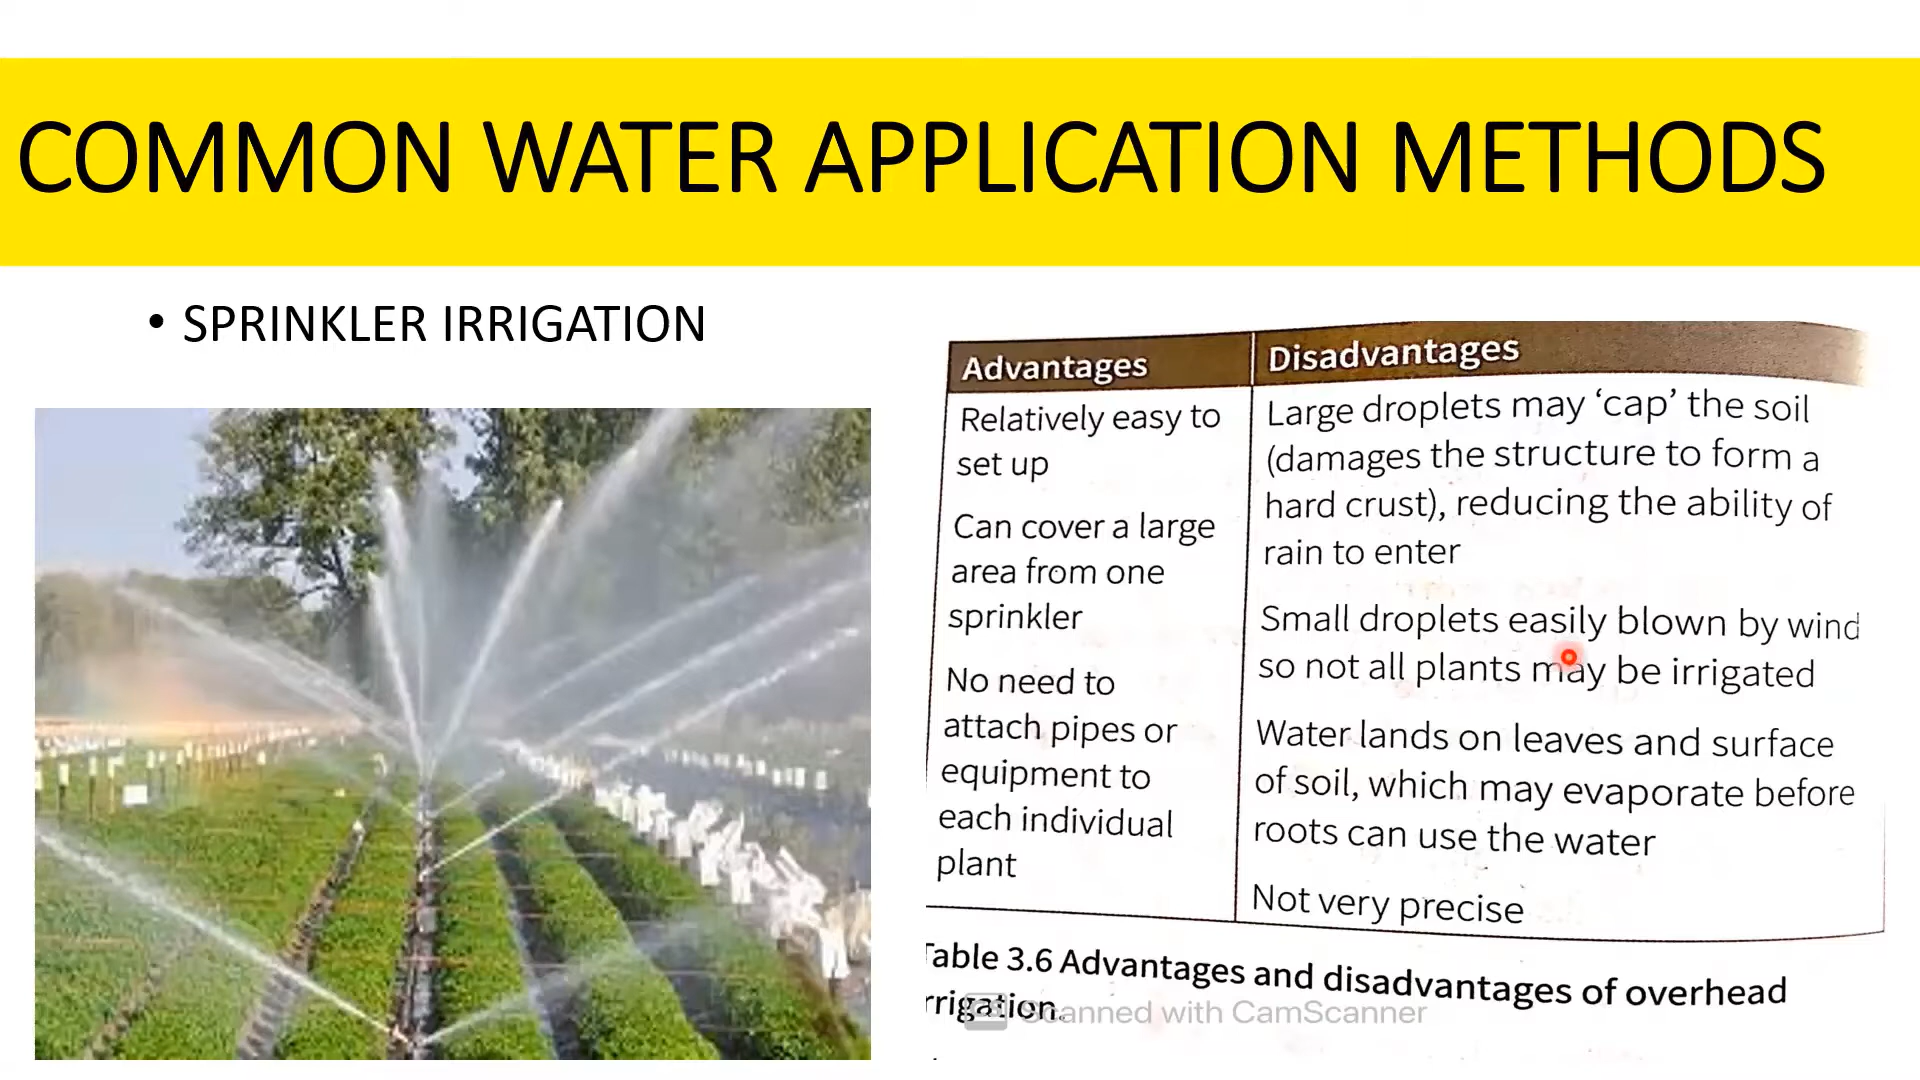 COMMON WATER APPLICATION METHODS
• SPRINKLER IRRIGATION
Advantages
Relatively easy to
set up
Can cover a large
area from one
sprinkler
No need to
attach pipes or
equipment to
each individual
plant
Disadvantages
Large droplets may ‘cap’ the soil
(damages the structure to form a
hard crust), reducing the ability of
rain to enter
Small droplets easily blown by wind
so not all plants may be irrigated
Water lands on leaves and surface
of soil, which may evaporate before
roots can use the water
Not very precise
Table 3.6 Advantages and disadvantages of overhead
rrigation.
CS Scanned with CamScanner